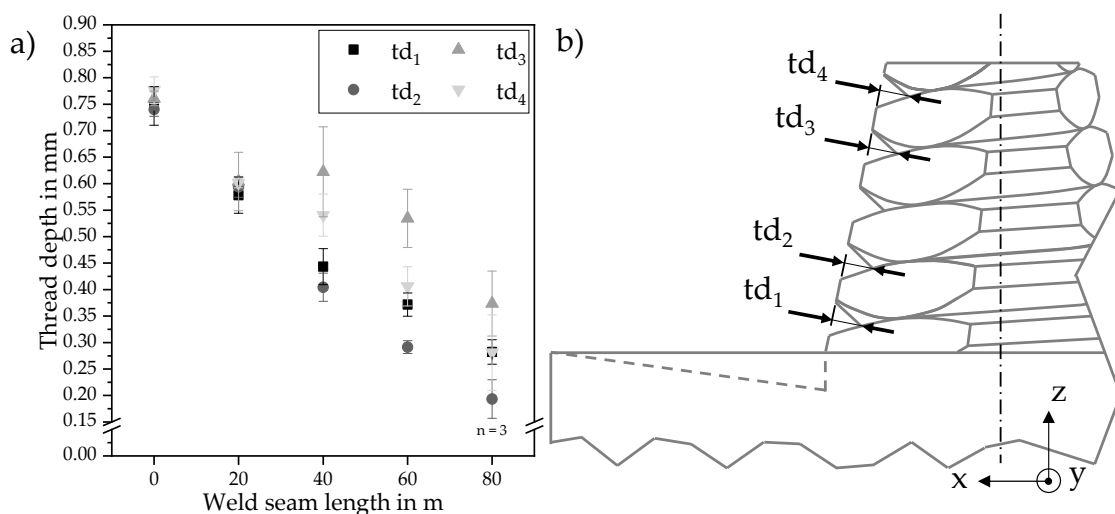 a)
Thread depth in mm
0.90
0.85
0.80
0.75
0.70
0.65
0.60
0.55
0.50
0.45
0.40
0.35
0.30
0.25
0.20
0.15
0.00
td₁ td₃
td₂ td₄
n = 3
0 20 40 60 80
Weld seam length in m
b)
td₄
td₃
td₂
td₁
z
x y